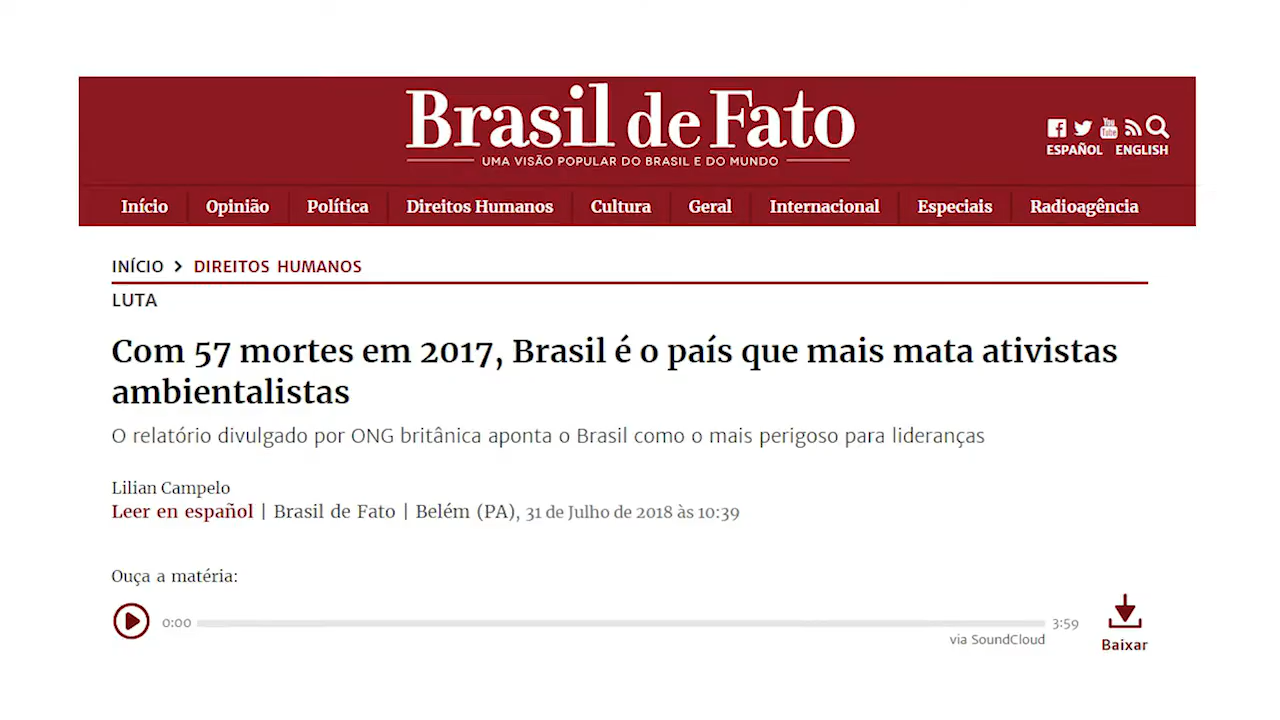 Brasil de Fato
UMA VISÃO POPULAR DO BRASIL E DO MUNDO
You
Tube
ESPAÑOL ENGLISH
Início Opinião Política Direitos Humanos Cultura Geral Internacional Especiais Radioagência
INÍCIO > DIREITOS HUMANOS
LUTA
Com 57 mortes em 2017, Brasil é o país que mais mata ativistas
ambientalistas
O relatório divulgado por ONG britânica aponta o Brasil como o mais perigoso para lideranças
Lilian Campelo
Leer en español | Brasil de Fato | Belém (PA), 31 de Julho de 2018 às 10:39
Ouça a matéria:
0:00 3:59
via SoundCloud
Baixar